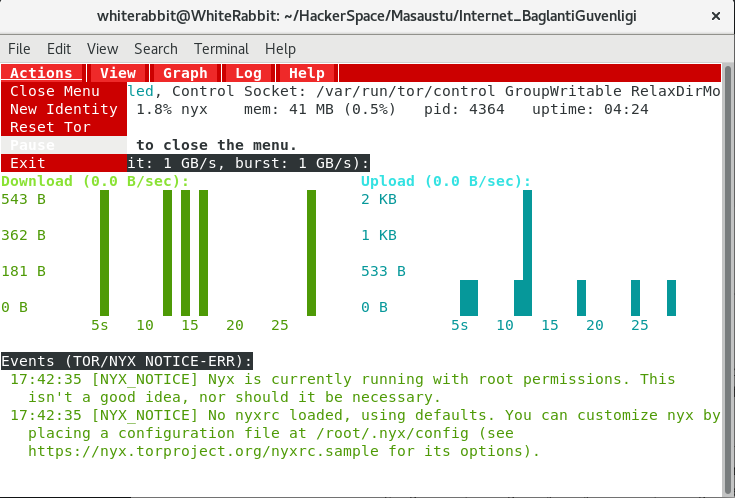 whiterabbit@WhiteRabbit: ~/HackerSpace/Masaustu/Internet_BaglantiGuvenligi ×
File Edit View Search Terminal Help
Actions View Graph Log Help
Close Menu led, Control Socket: /var/run/tor/control GroupWritable RelaxDirMo
New Identity 1.8% nyx mem: 41 MB (0.5%) pid: 4364 uptime: 04:24
Reset Tor
Pause to close the menu.
Exit it: 1 GB/s, burst: 1 GB/s):
Download (0.0 B/sec): Upload (0.0 B/sec):
543 B 2 KB
362 B 1 KB
181 B 533 B
0 B 0 B
5s 10 15 20 25 5s 10 15 20 25
Events (TOR/NYX NOTICE-ERR):
17:42:35 [NYX_NOTICE] Nyx is currently running with root permissions. This
isn't a good idea, nor should it be necessary.
17:42:35 [NYX_NOTICE] No nyxrc loaded, using defaults. You can customize nyx by
placing a configuration file at /root/.nyx/config (see
https://nyx.torproject.org/nyxrc.sample for its options).